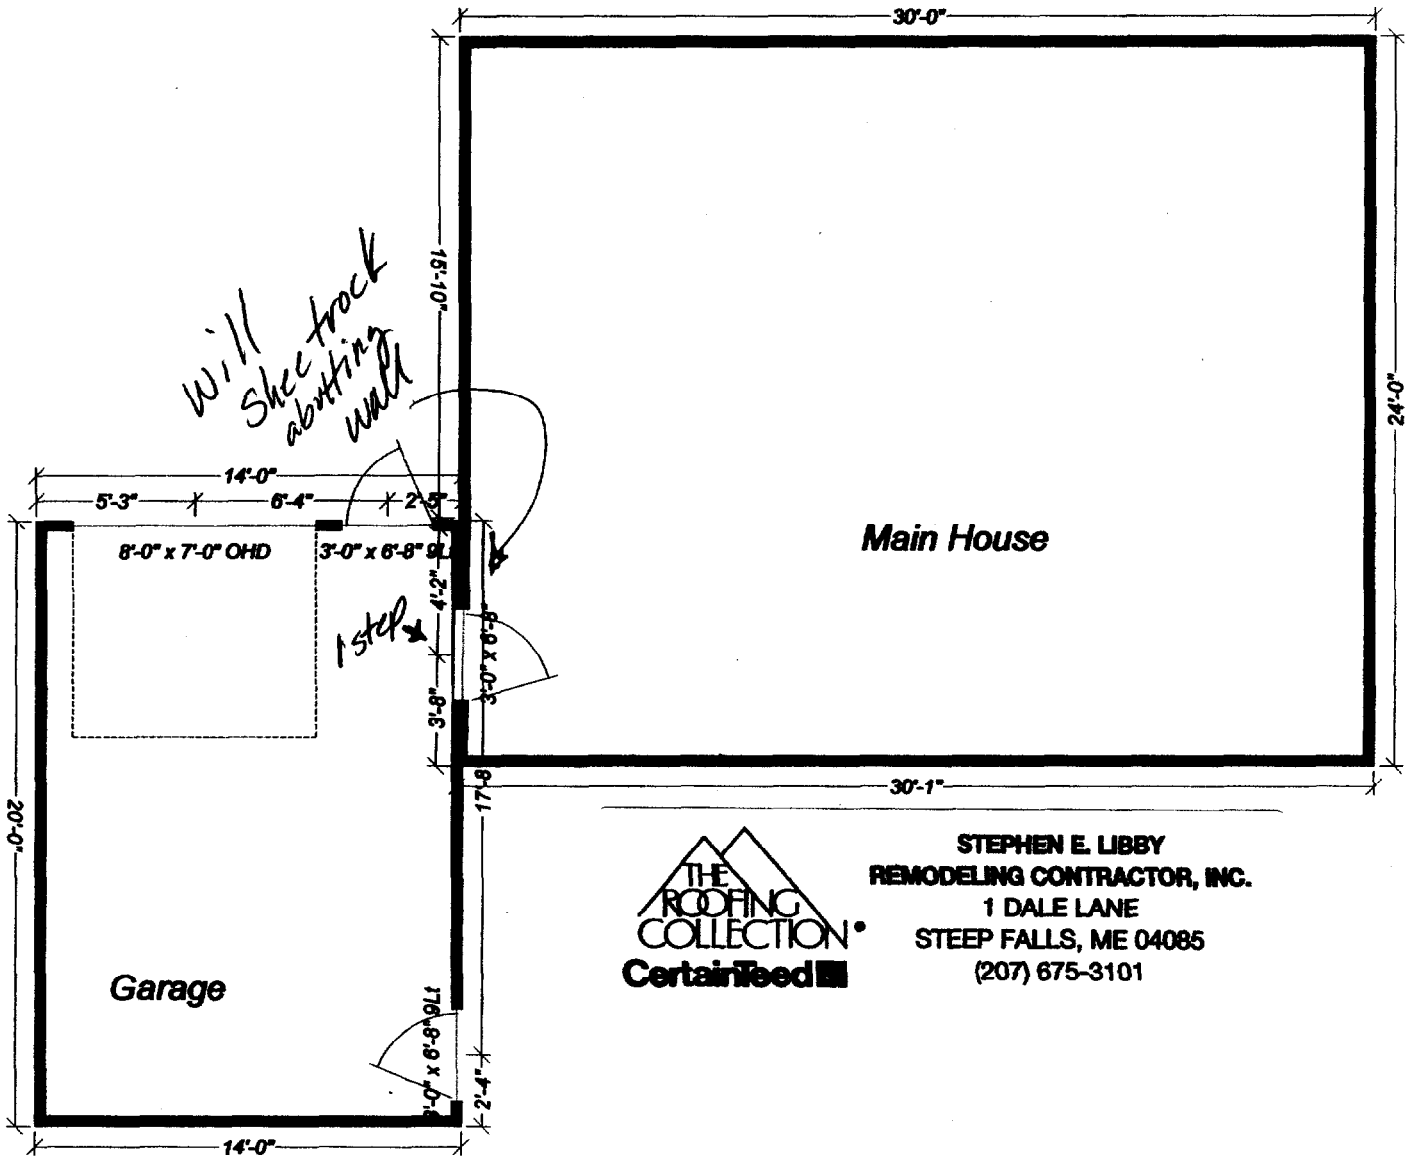 30'-0"
15'-10"
24'-0"
Will
Sheetrock
abutting
wall
14'-0"
5'-3"
6'-4"
2'-5"
8'-0" x 7'-0" OHD
3'-0" x 6'-8" 9Lt
Main House
4'-2"
1 step
3'-0" x 6'-8"
3'-8"
17'-8
30'-1"
20'-0"
THE
ROOFING
COLLECTION
CertainTeed
STEPHEN E. LIBBY
REMODELING CONTRACTOR, INC.
1 DALE LANE
STEEP FALLS, ME 04085
(207) 675-3101
Garage
3'-0" x 6'-8" 9Lt
2'-4"
14'-0"